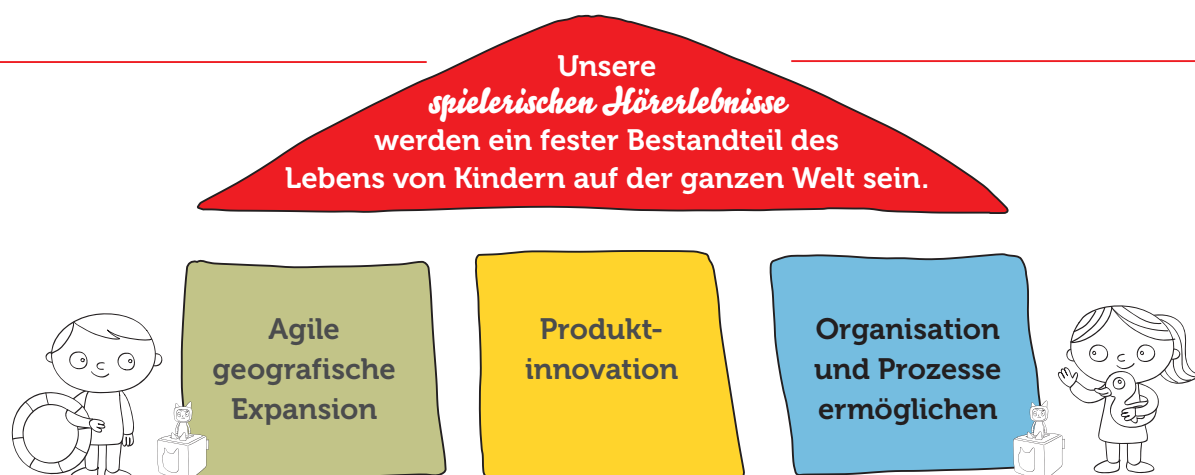 Unsere
spielerischen Hörerlebnisse
werden ein fester Bestandteil des
Lebens von Kindern auf der ganzen Welt sein.
Agile
geografische
Expansion
Produkt-
innovation
Organisation
und Prozesse
ermöglichen